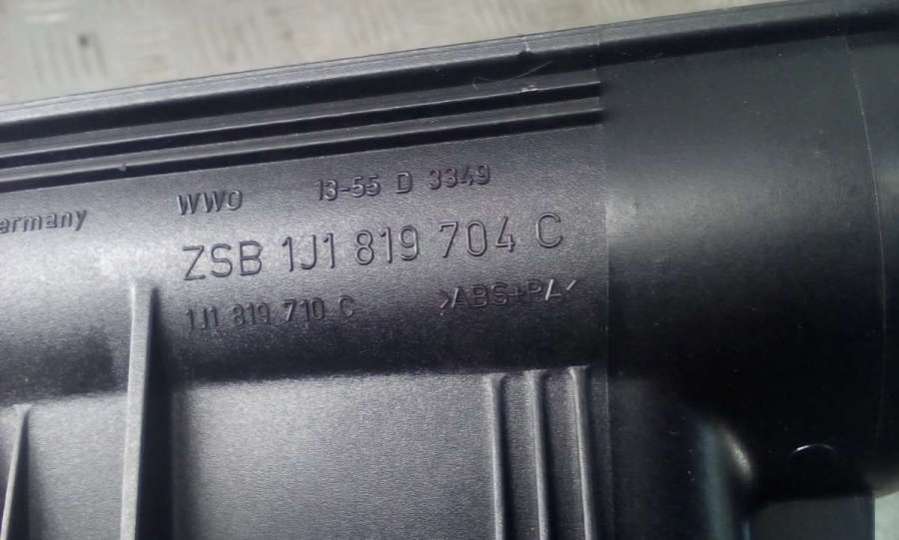 ermany WWO 13-55 D 3349
ZSB 1J1 819 704 C
1J1 819 710 C >ABS+PA<